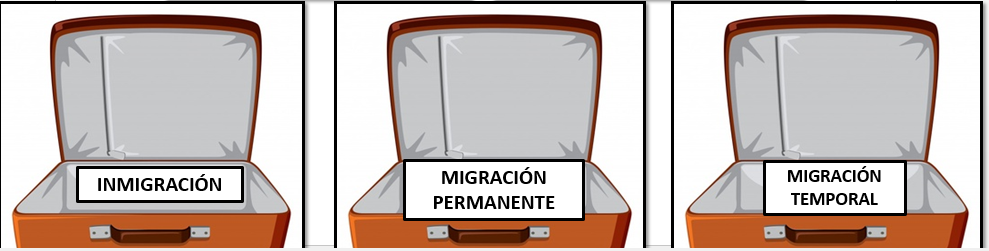 INMIGRACIÓN
MIGRACIÓN
PERMANENTE
MIGRACIÓN
TEMPORAL